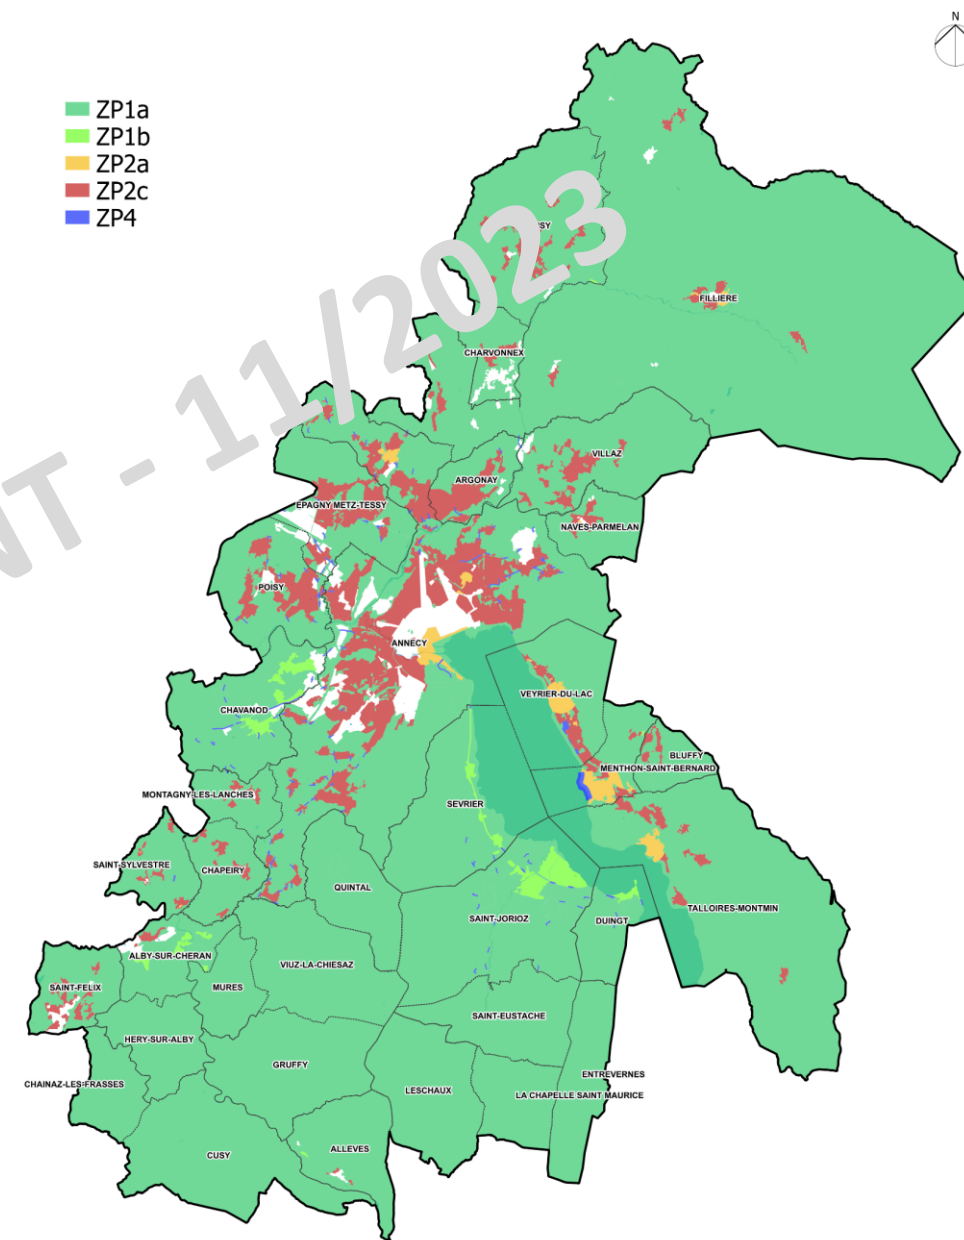 N
ZP1a
ZP1b
ZP2a
ZP2c
ZP4
NT - 11/2023
FILLIERE
CHARVONNEX
VILLAZ
ARGONAY
EPAGNY METZ-TESSY
NAVES-PARMELAN
POISY
ANNECY
VEYRIER-DU-LAC
CHAVANOD
BLUFFY
MENTHON-SAINT-BERNARD
MONTAGNY-LES-LANCHES
SEVRIER
SAINT-SYLVESTRE
CHAPEIRY
QUINTAL
TALLOIRES-MONTMIN
SAINT-JORIOZ
DUINGT
ALBY-SUR-CHERAN
VIUZ-LA-CHIESAZ
SAINT-FELIX
MURES
SAINT-EUSTACHE
HERY-SUR-ALBY
GRUFFY
ENTREVERNES
CHAINAZ-LES-FRASSES
LESCHAUX
LA CHAPELLE SAINT MAURICE
ALLEVES
CUSY